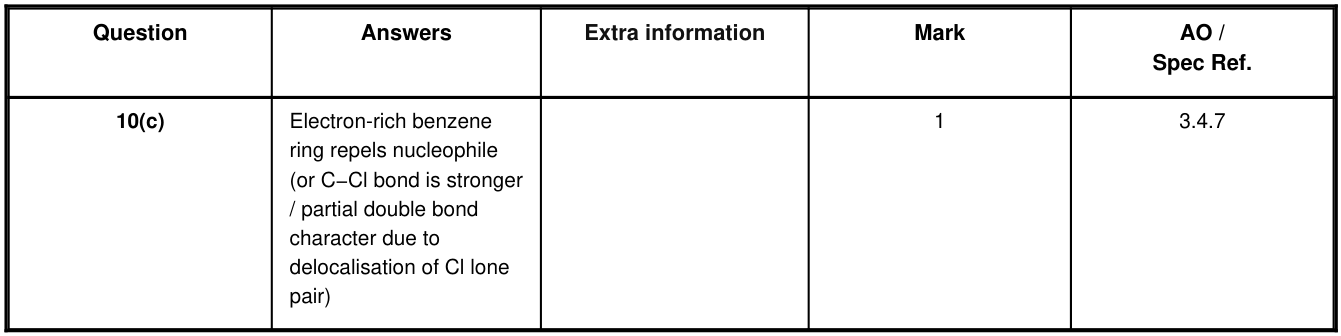 Question Answers Extra information Mark AO /
Spec Ref.
10(c) Electron-rich benzene 1 3.4.7
ring repels nucleophile
(or C–Cl bond is stronger
/ partial double bond
character due to
delocalisation of Cl lone
pair)